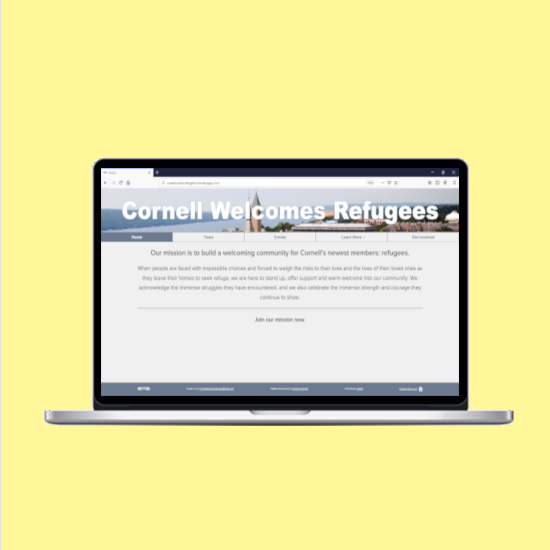 Cornell Welcomes Refugees
Home Team Events Learn More Get Involved
Our mission is to build a welcoming community for Cornell's newest members: refugees.
When people are faced with impossible choices and forced to weigh the risks to their lives and the lives of their loved ones as
they leave their homes to seek refuge, we are here to stand up, offer support and warm welcome into our community. We
acknowledge the immense struggles they have encountered, and we also celebrate the immense strength and courage they
continue to show.
Join our mission now.